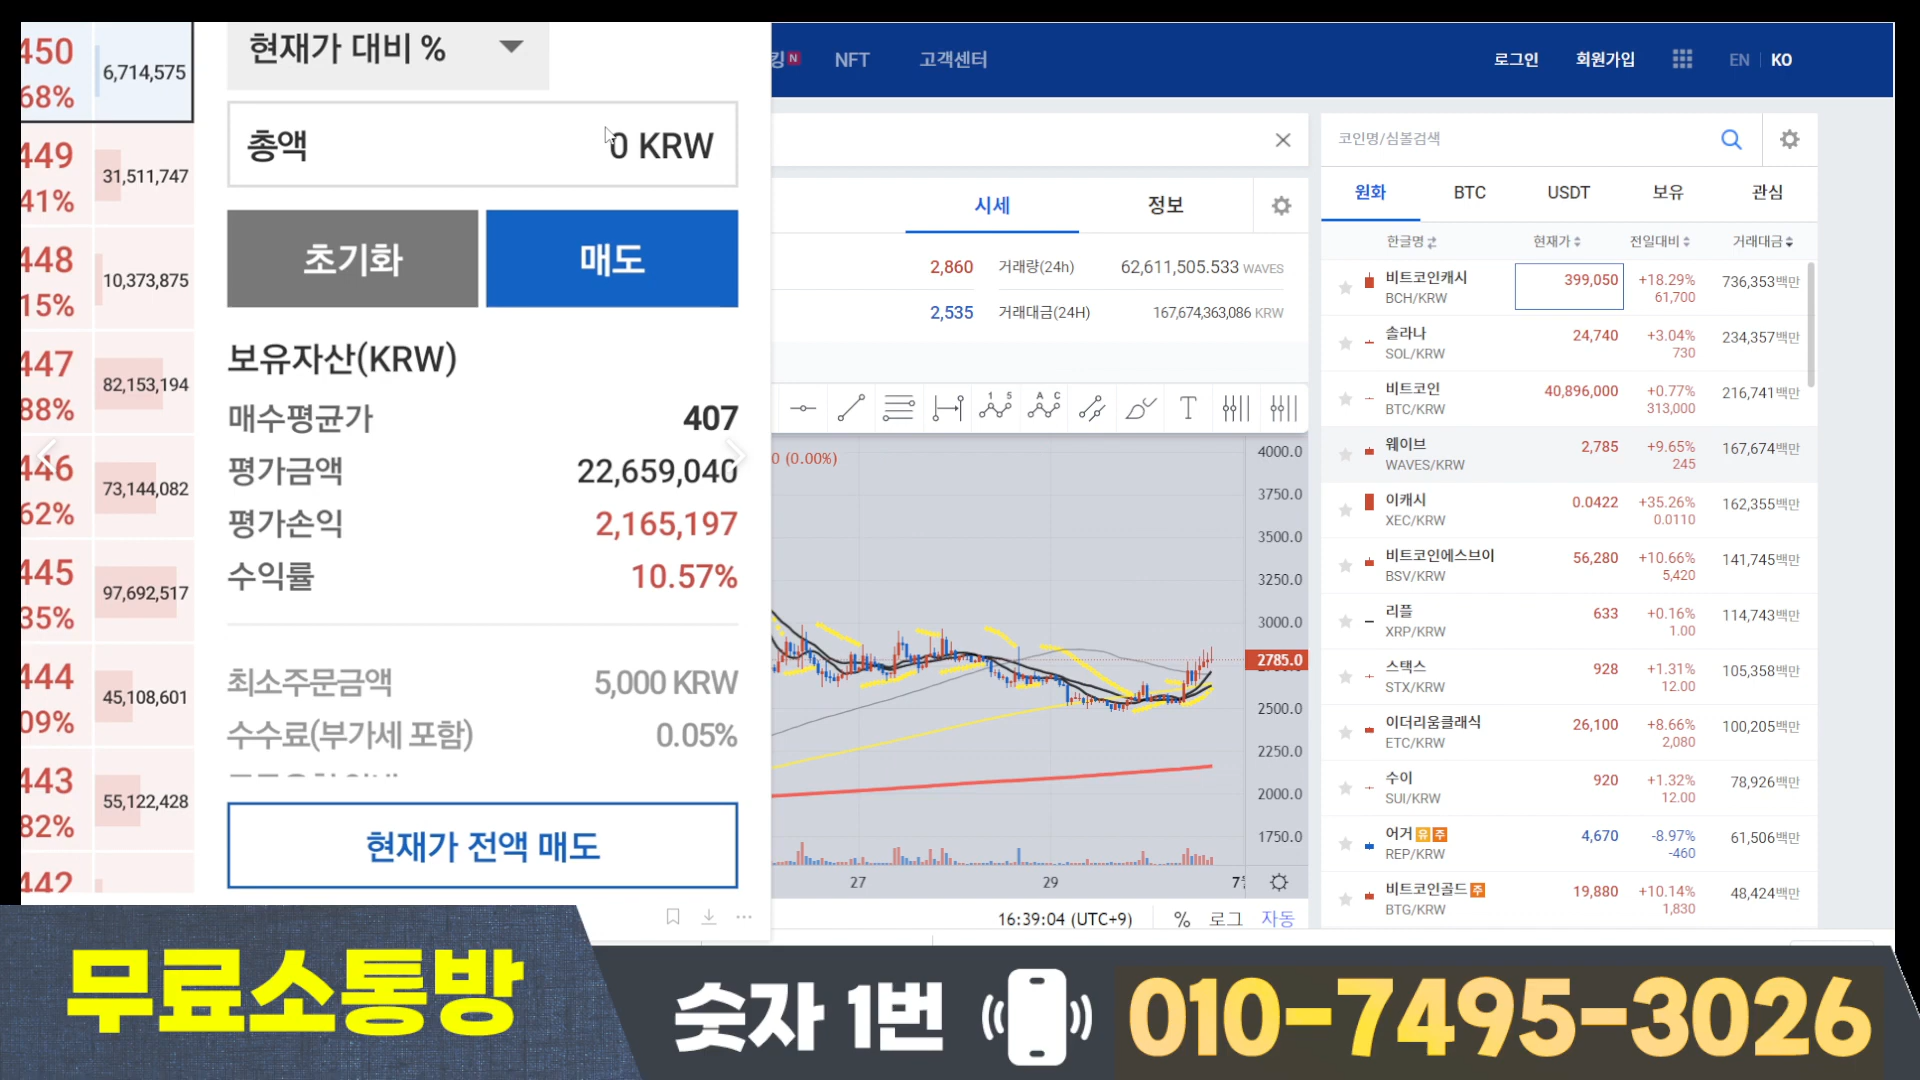 450
68%
6,714,575
449
41%
31,511,747
448
15%
10,373,875
447
88%
82,153,194
446
62%
73,144,082
445
35%
97,692,517
444
09%
45,108,601
443
82%
55,122,428
442
현재가 대비 %
총액 0 KRW
초기화 매도
보유자산(KRW)
매수평균가 407
평가금액 22,659,040
평가손익 2,165,197
수익률 10.57%
최소주문금액 5,000 KRW
수수료(부가세 포함) 0.05%
현재가 전액 매도
킹 N NFT 고객센터 로그인 회원가입 EN KO
시세 정보
2,860 거래량(24h) 62,611,505.533 WAVES
2,535 거래대금(24H) 167,674,363,086 KRW
1 5 A C T
0 (0.00%)
4000.0
3750.0
3500.0
3250.0
3000.0
2785.0
2500.0
2250.0
2000.0
1750.0
27 29
16:39:04 (UTC+9) % 로그 자동
코인명/심볼검색
원화 BTC USDT 보유 관심
한글명 현재가 전일대비 거래대금
비트코인캐시 399,050 +18.29% 736,353백만
BCH/KRW 61,700
솔라나 24,740 +3.04% 234,357백만
SOL/KRW 730
비트코인 40,896,000 +0.77% 216,741백만
BTC/KRW 313,000
웨이브 2,785 +9.65% 167,674백만
WAVES/KRW 245
이캐시 0.0422 +35.26% 162,355백만
XEC/KRW 0.0110
비트코인에스브이 56,280 +10.66% 141,745백만
BSV/KRW 5,420
리플 633 +0.16% 114,743백만
XRP/KRW 1.00
스택스 928 +1.31% 105,358백만
STX/KRW 12.00
이더리움클래식 26,100 +8.66% 100,205백만
ETC/KRW 2,080
수이 920 +1.32% 78,926백만
SUI/KRW 12.00
어거 유 주 4,670 -8.97% 61,506백만
REP/KRW -460
비트코인골드 주 19,880 +10.14% 48,424백만
BTG/KRW 1,830
무료소통방
숫자 1번 010-7495-3026